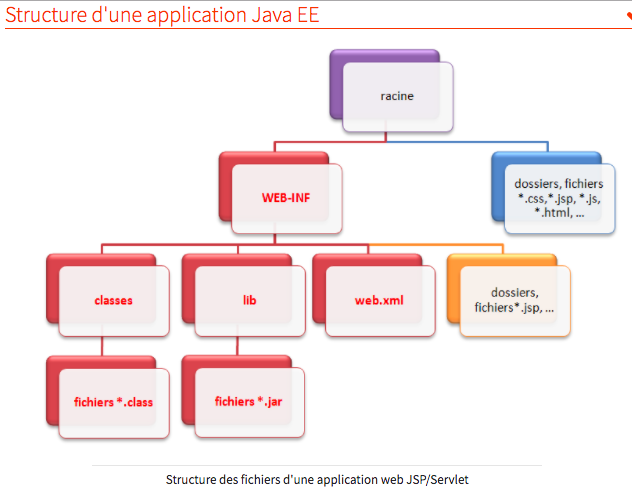 Structure d'une application Java EE
racine
WEB-INF
dossiers, fichiers
*.css,*.jsp, *.js,
*.html, ...
classes
lib
web.xml
dossiers,
fichiers*.jsp, ...
fichiers *.class
fichiers *.jar
Structure des fichiers d'une application web JSP/Servlet